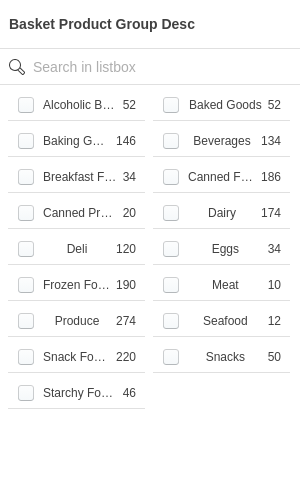 Basket Product Group Desc
Search in listbox
Alcoholic B... 52
Baked Goods 52
Baking G... 146
Beverages 134
Breakfast F... 34
Canned F... 186
Canned Pr... 20
Dairy 174
Deli 120
Eggs 34
Frozen Fo... 190
Meat 10
Produce 274
Seafood 12
Snack Fo... 220
Snacks 50
Starchy Fo... 46